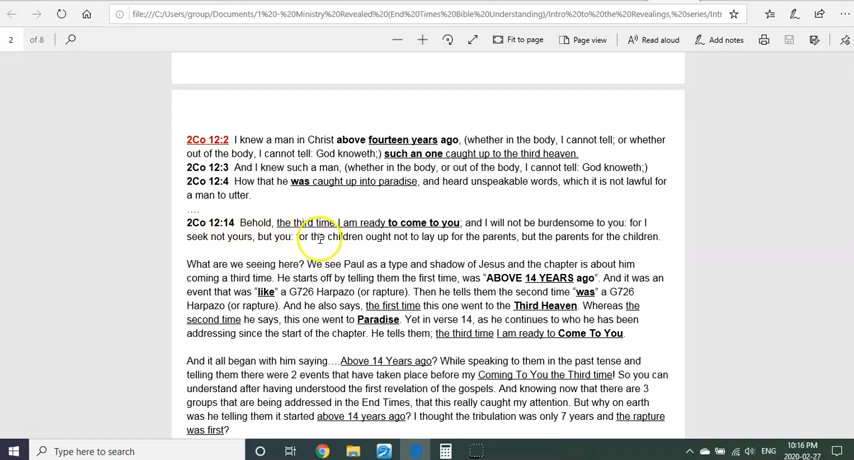 file:///C:/Users/group/Documents/1%20-%20Ministry%20Revealed%20(End%20Times%20Bible%20Understanding)/Intro%20to%20the%20Revealings,%20series/Intr
2 of 8 Fit to page Page view Read aloud Add notes
2Co 12:2 I knew a man in Christ above fourteen years ago, (whether in the body, I cannot tell; or whether
out of the body, I cannot tell: God knoweth;) such an one caught up to the third heaven.
2Co 12:3 And I knew such a man, (whether in the body, or out of the body, I cannot tell: God knoweth;)
2Co 12:4 How that he was caught up into paradise, and heard unspeakable words, which it is not lawful for
a man to utter.
....
2Co 12:14 Behold, the third time I am ready to come to you; and I will not be burdensome to you: for I
seek not yours, but you: for the children ought not to lay up for the parents, but the parents for the children.
What are we seeing here? We see Paul as a type and shadow of Jesus and the chapter is about him
coming a third time. He starts off by telling them the first time, was "ABOVE 14 YEARS ago". And it was an
event that was "like" a G726 Harpazo (or rapture). Then he tells them the second time "was" a G726
Harpazo (or rapture). And he also says, the first time this one went to the Third Heaven. Whereas the
second time he says, this one went to Paradise. Yet in verse 14, as he continues to who he has been
addressing since the start of the chapter. He tells them; the third time I am ready to Come To You.
And it all began with him saying....Above 14 Years ago? While speaking to them in the past tense and
telling them there were 2 events that have taken place before my Coming To You the Third time! So you can
understand after having understood the first revelation of the gospels. And knowing now that there are 3
groups that are being addressed in the End Times, that this really caught my attention. But why on earth
was he telling them it started above 14 years ago? I thought the tribulation was only 7 years and the rapture
was first?
Type here to search
ENG
10:16 PM
2020-02-27